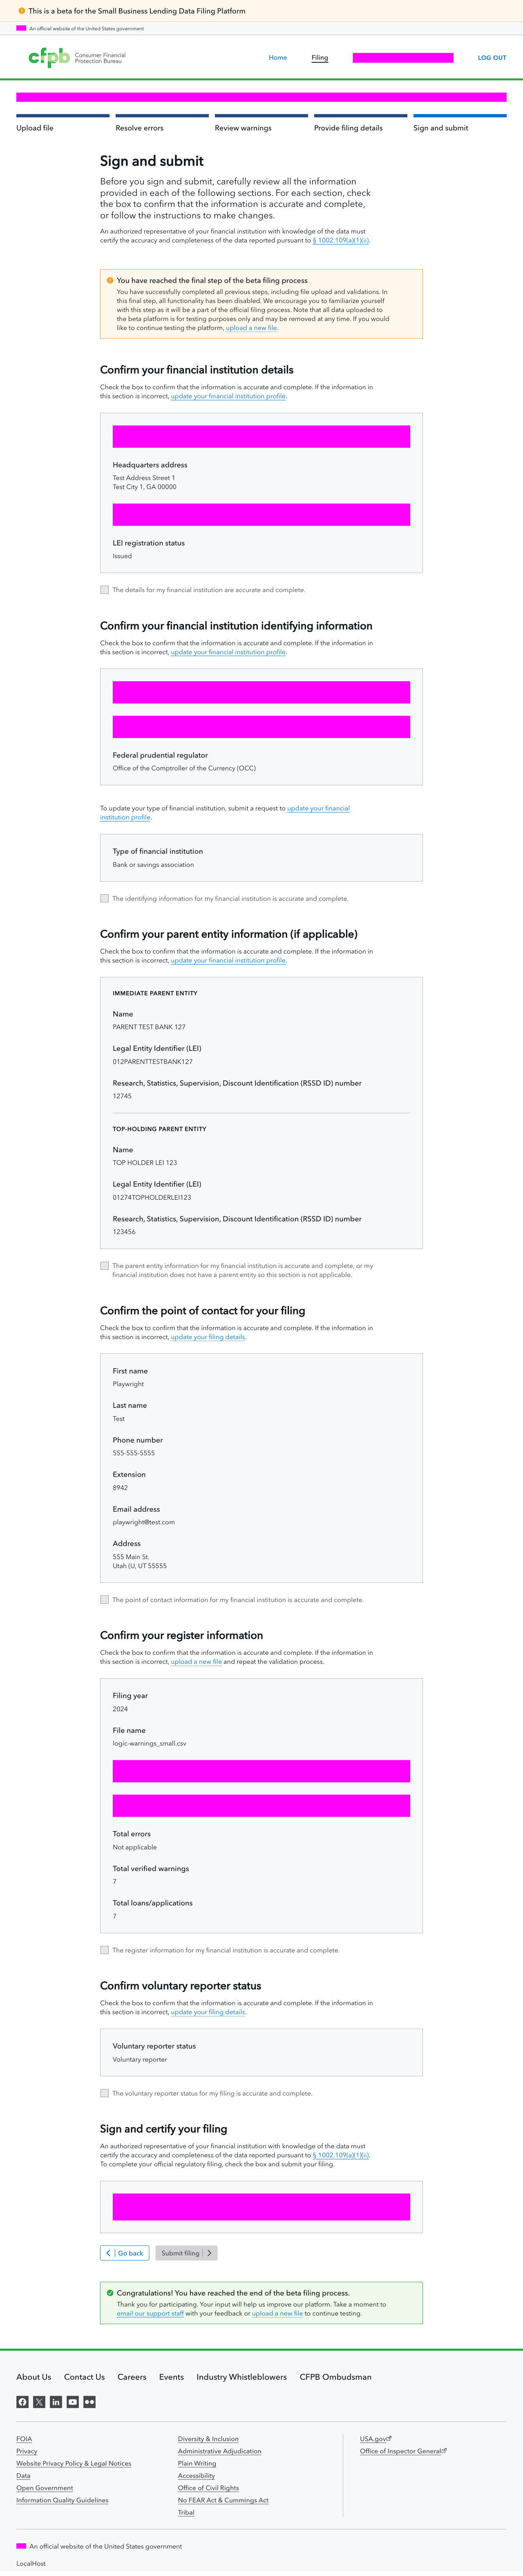 This is a beta for the Small Business Lending Data Filing Platform
An official website of the United States government
cfpb Consumer Financial
Protection Bureau
Home
Filing
LOG OUT
Upload file
Resolve errors
Review warnings
Provide filing details
Sign and submit
Sign and submit
Before you sign and submit, carefully review all the information
provided in each of the following sections. For each section, check
the box to confirm that the information is accurate and complete,
or follow the instructions to make changes.
An authorized representative of your financial institution with knowledge of the data must
certify the accuracy and completeness of the data reported pursuant to § 1002.109(a)(1)(ii).
You have reached the final step of the beta filing process
You have successfully completed all previous steps, including file upload and validations. In
this final step, all functionality has been disabled. We encourage you to familiarize yourself
with this step as it will be a part of the official filing process. Note that all data uploaded to
the beta platform is for testing purposes only and may be removed at any time. If you would
like to continue testing the platform, upload a new file.
Confirm your financial institution details
Check the box to confirm that the information is accurate and complete. If the information in
this section is incorrect, update your financial institution profile.
Headquarters address
Test Address Street 1
Test City 1, GA 00000
LEI registration status
Issued
The details for my financial institution are accurate and complete.
Confirm your financial institution identifying information
Check the box to confirm that the information is accurate and complete. If the information in
this section is incorrect, update your financial institution profile.
Federal prudential regulator
Office of the Comptroller of the Currency (OCC)
To update your type of financial institution, submit a request to update your financial
institution profile.
Type of financial institution
Bank or savings association
The identifying information for my financial institution is accurate and complete.
Confirm your parent entity information (if applicable)
Check the box to confirm that the information is accurate and complete. If the information in
this section is incorrect, update your financial institution profile.
IMMEDIATE PARENT ENTITY
Name
PARENT TEST BANK 127
Legal Entity Identifier (LEI)
012PARENTTESTBANK127
Research, Statistics, Supervision, Discount Identification (RSSD ID) number
12745
TOP-HOLDING PARENT ENTITY
Name
TOP HOLDER LEI 123
Legal Entity Identifier (LEI)
01274TOPHOLDERLEI123
Research, Statistics, Supervision, Discount Identification (RSSD ID) number
123456
The parent entity information for my financial institution is accurate and complete, or my
financial institution does not have a parent entity so this section is not applicable.
Confirm the point of contact for your filing
Check the box to confirm that the information is accurate and complete. If the information in
this section is incorrect, update your filing details.
First name
Playwright
Last name
Test
Phone number
555-555-5555
Extension
8942
Email address
playwright@test.com
Address
555 Main St.
Utah (U, UT 55555
The point of contact information for my financial institution is accurate and complete.
Confirm your register information
Check the box to confirm that the information is accurate and complete. If the information in
this section is incorrect, upload a new file and repeat the validation process.
Filing year
2024
File name
logic-warnings_small.csv
Total errors
Not applicable
Total verified warnings
7
Total loans/applications
7
The register information for my financial institution is accurate and complete.
Confirm voluntary reporter status
Check the box to confirm that the information is accurate and complete. If the information in
this section is incorrect, update your filing details.
Voluntary reporter status
Voluntary reporter
The voluntary reporter status for my filing is accurate and complete.
Sign and certify your filing
An authorized representative of your financial institution with knowledge of the data must
certify the accuracy and completeness of the data reported pursuant to § 1002.109(a)(1)(ii).
To complete your official regulatory filing, check the box and submit your filing.
Go back
Submit filing
Congratulations! You have reached the end of the beta filing process.
Thank you for participating. Your input will help us improve our platform. Take a moment to
email our support staff with your feedback or upload a new file to continue testing.
About Us
Contact Us
Careers
Events
Industry Whistleblowers
CFPB Ombudsman
FOIA
Privacy
Website Privacy Policy & Legal Notices
Data
Open Government
Information Quality Guidelines
Diversity & Inclusion
Administrative Adjudication
Plain Writing
Accessibility
Office of Civil Rights
No FEAR Act & Cummings Act
Tribal
USA.gov
Office of Inspector General
An official website of the United States government
LocalHost